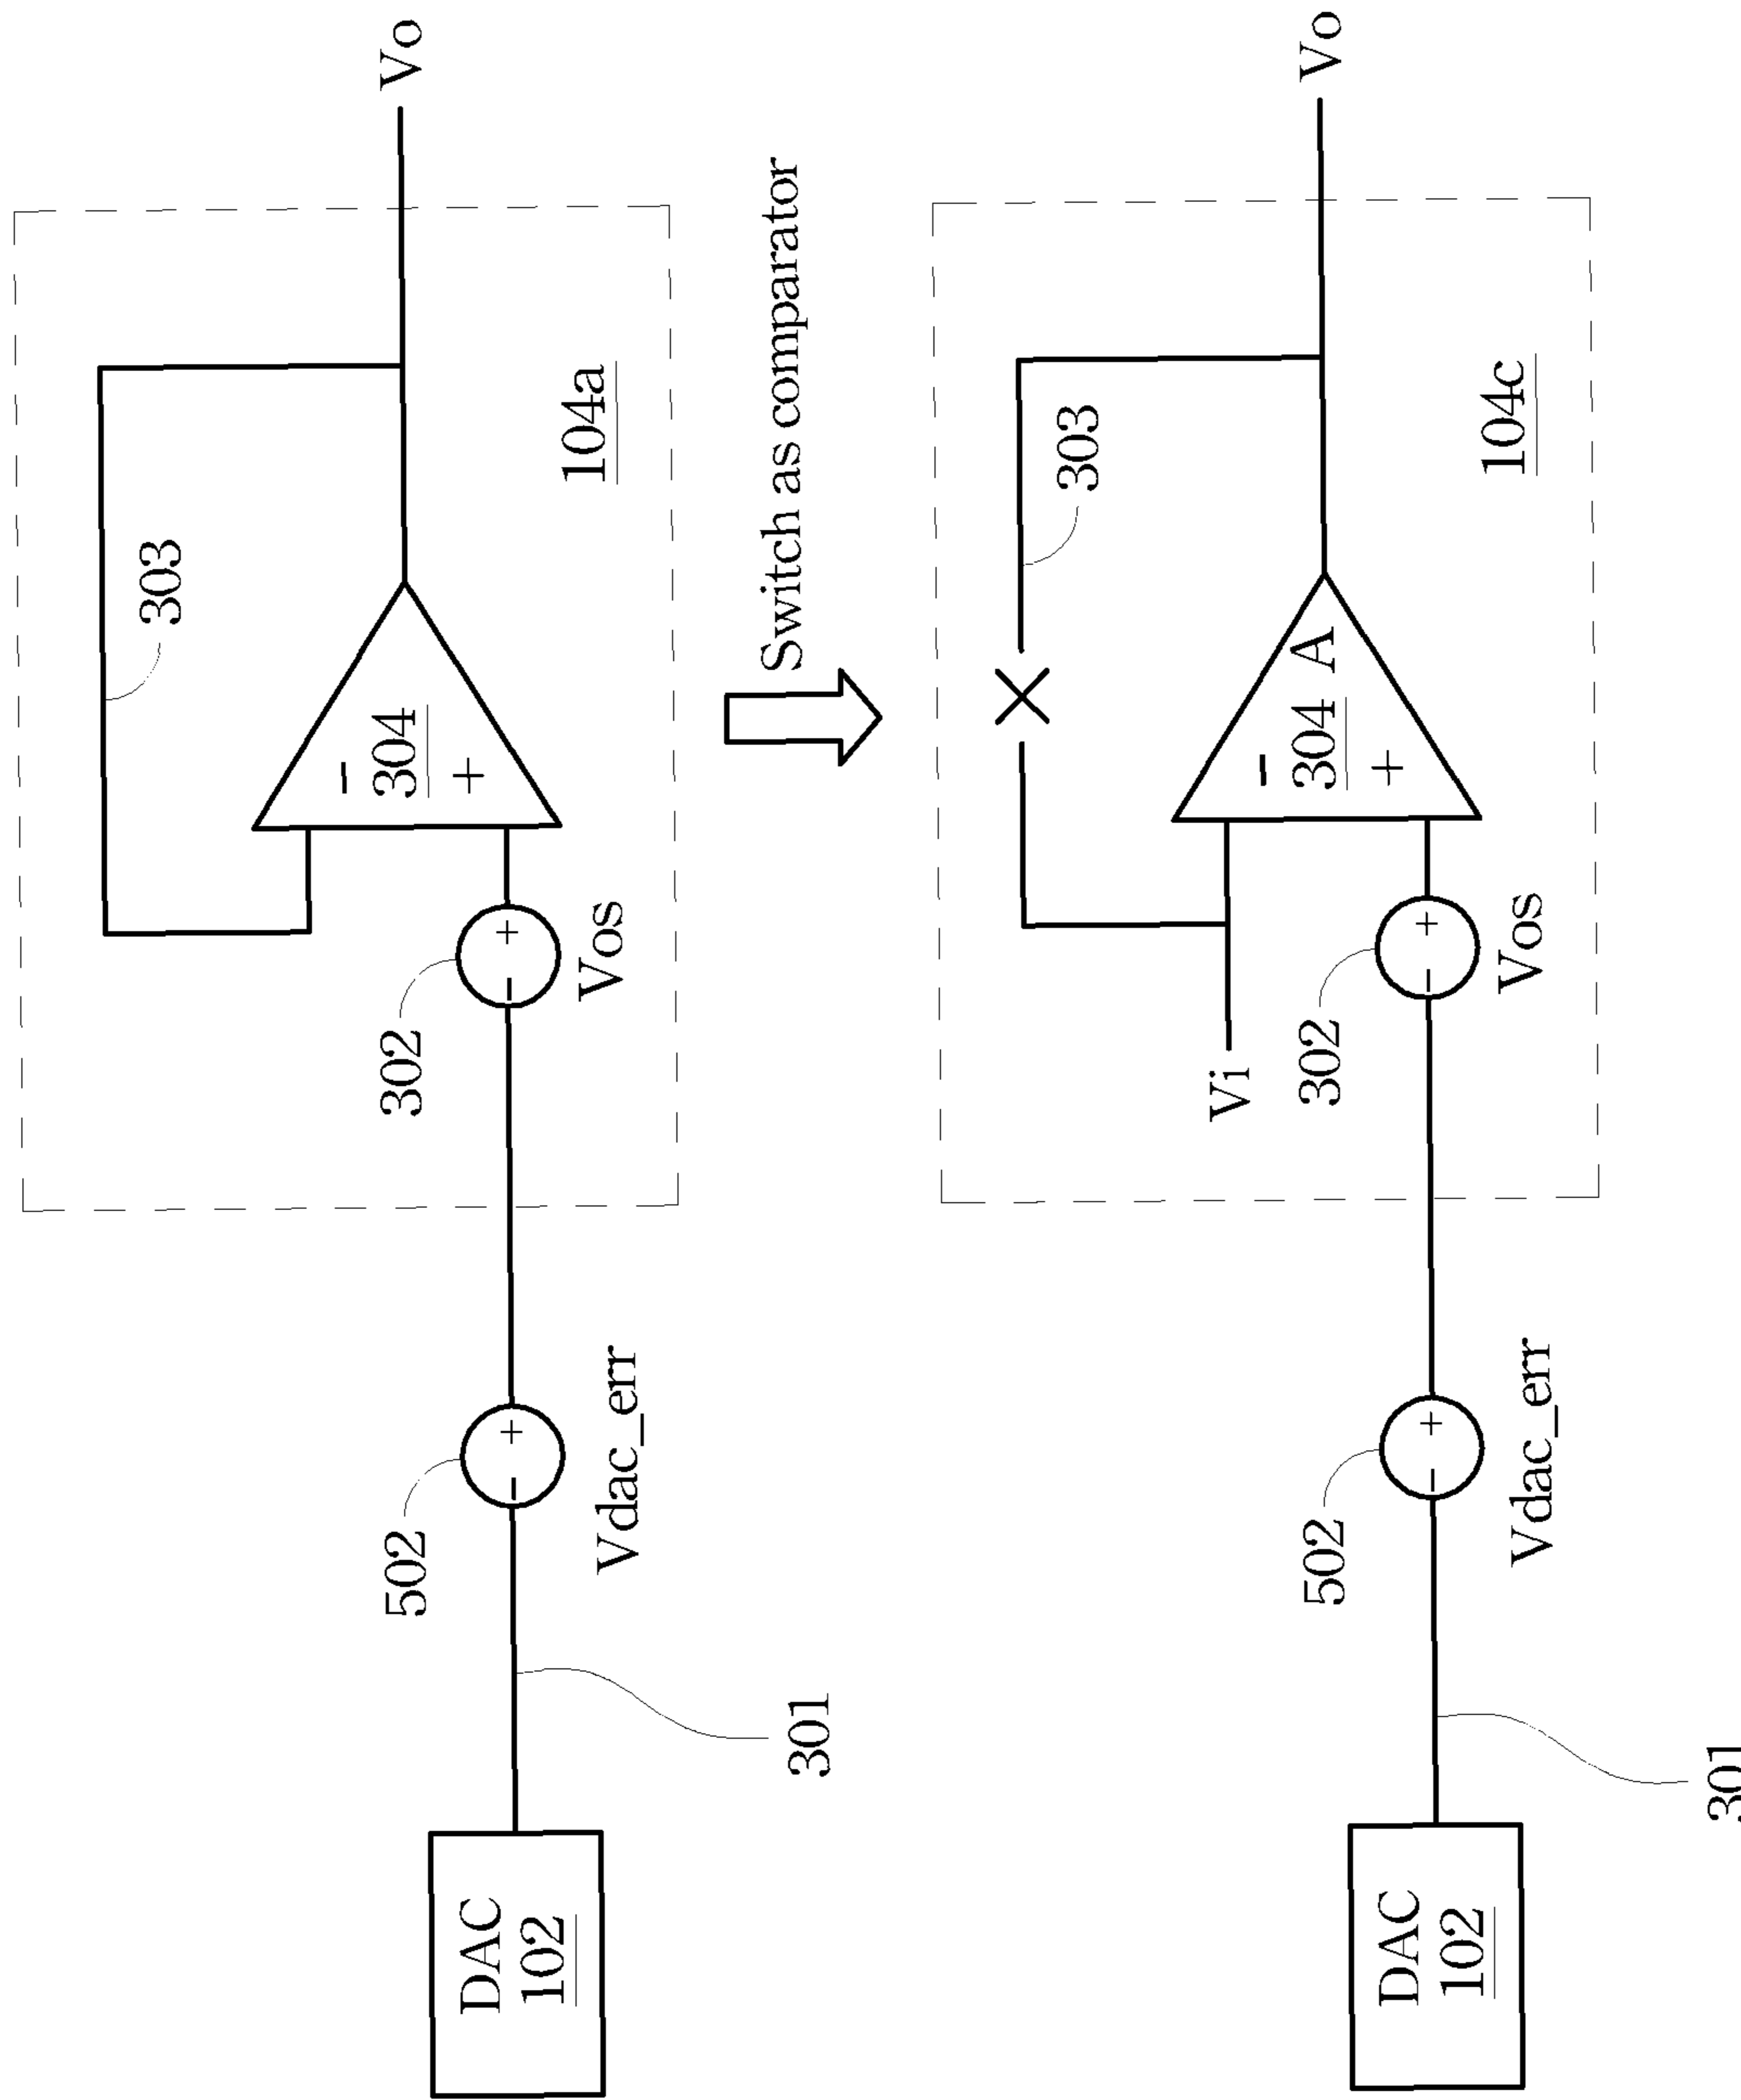 DAC
102
301
502
Vdac_err
302
Vos
−
304
+
303
104a
Vo
Switch as comparator
DAC
102
301
502
Vdac_err
Vi
302
Vos
−
304 A
+
303
104c
Vo